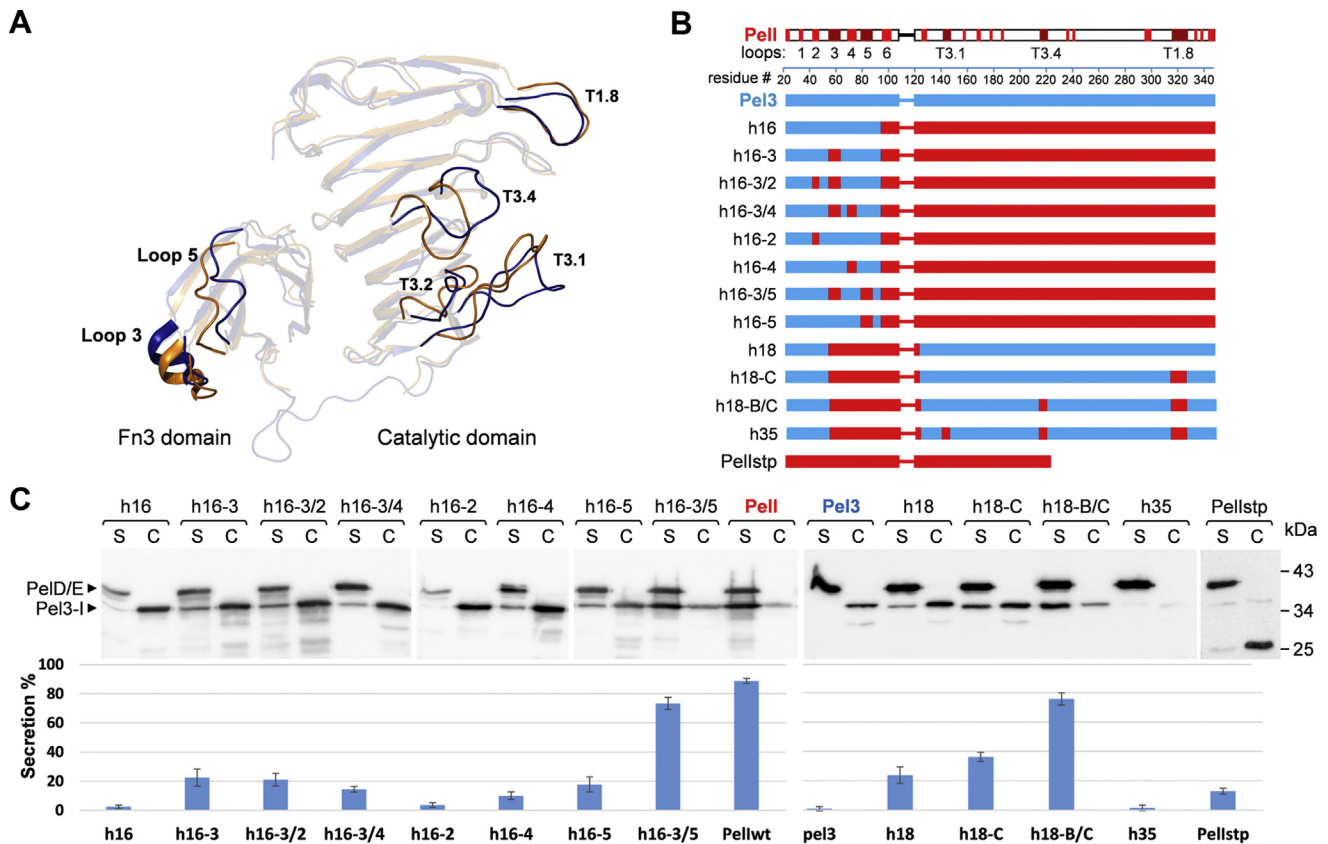 A
T1.8
T3.4
T3.1
T3.2
Loop 5
Loop 3
Fn3 domain
Catalytic domain
B
PelI
loops: 1 2 3 4 5 6 T3.1 T3.4 T1.8
residue # 20 40 60 80 100 120 140 160 180 200 220 240 260 280 300 320 340
Pel3
h16
h16-3
h16-3/2
h16-3/4
h16-2
h16-4
h16-3/5
h16-5
h18
h18-C
h18-B/C
h35
PelIstp
C
h16 h16-3 h16-3/2 h16-3/4 h16-2 h16-4 h16-5 h16-3/5 PelI Pel3 h18 h18-C h18-B/C h35 PelIstp
S C S C S C S C S C S C S C S C S C S C S C S C S C S C S C kDa
PelD/E
Pel3-I
43
34
25
Secretion %
100
80
60
40
20
0
h16 h16-3 h16-3/2 h16-3/4 h16-2 h16-4 h16-5 h16-3/5 PelIwt pel3 h18 h18-C h18-B/C h35 PelIstp